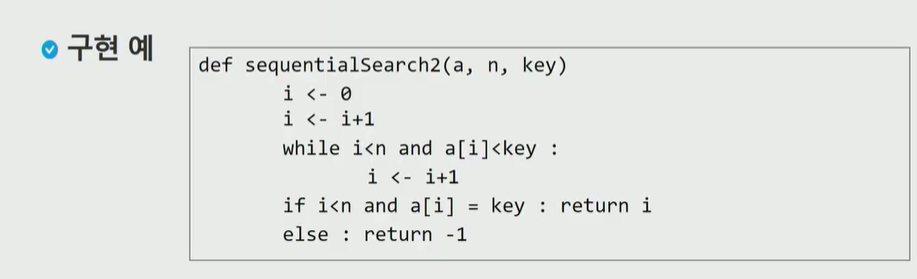 구현 예
def sequentialSearch2(a, n, key)
i <- 0
i <- i+1
while i<n and a[i]<key :
i <- i+1
if i<n and a[i] = key : return i
else : return -1